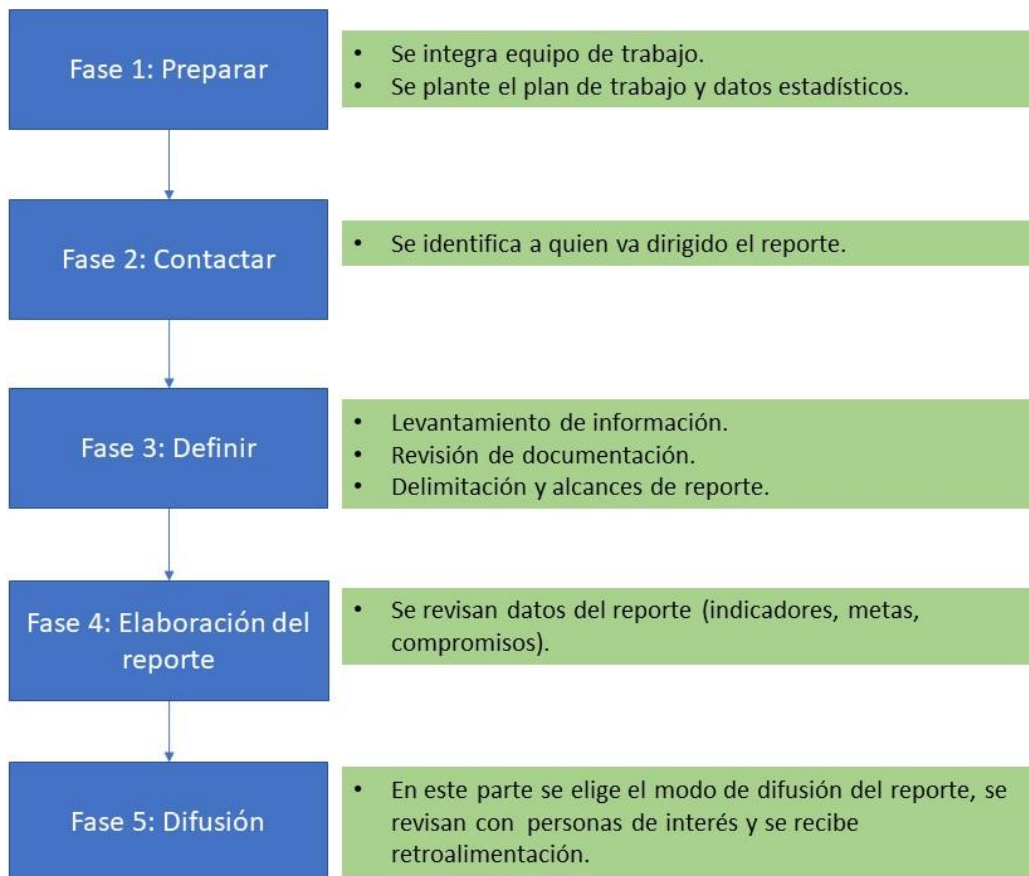 Fase 1: Preparar
• Se integra equipo de trabajo.
• Se plante el plan de trabajo y datos estadísticos.
Fase 2: Contactar
• Se identifica a quien va dirigido el reporte.
Fase 3: Definir
• Levantamiento de información.
• Revisión de documentación.
• Delimitación y alcances de reporte.
Fase 4: Elaboración del
reporte
• Se revisan datos del reporte (indicadores, metas,
compromisos).
Fase 5: Difusión
• En este parte se elige el modo de difusión del reporte, se
revisan con personas de interés y se recibe
retroalimentación.